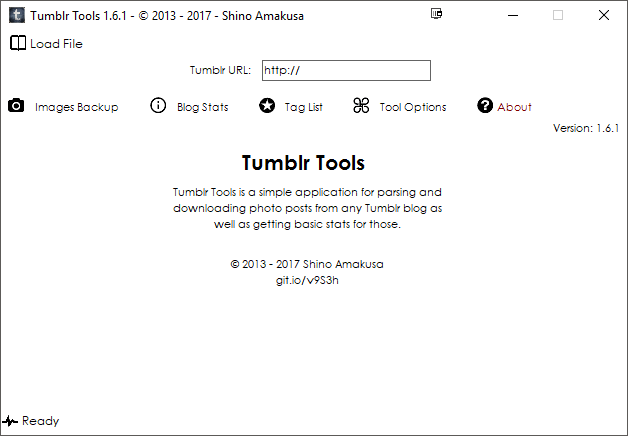 Tumblr Tools 1.6.1 - © 2013 - 2017 - Shino Amakusa
Load File
Tumblr URL: http://
Images Backup Blog Stats Tag List Tool Options About
Version: 1.6.1
Tumblr Tools
Tumblr Tools is a simple application for parsing and
downloading photo posts from any Tumblr blog as
well as getting basic stats for those.
© 2013 - 2017 Shino Amakusa
git.io/v9S3h
Ready